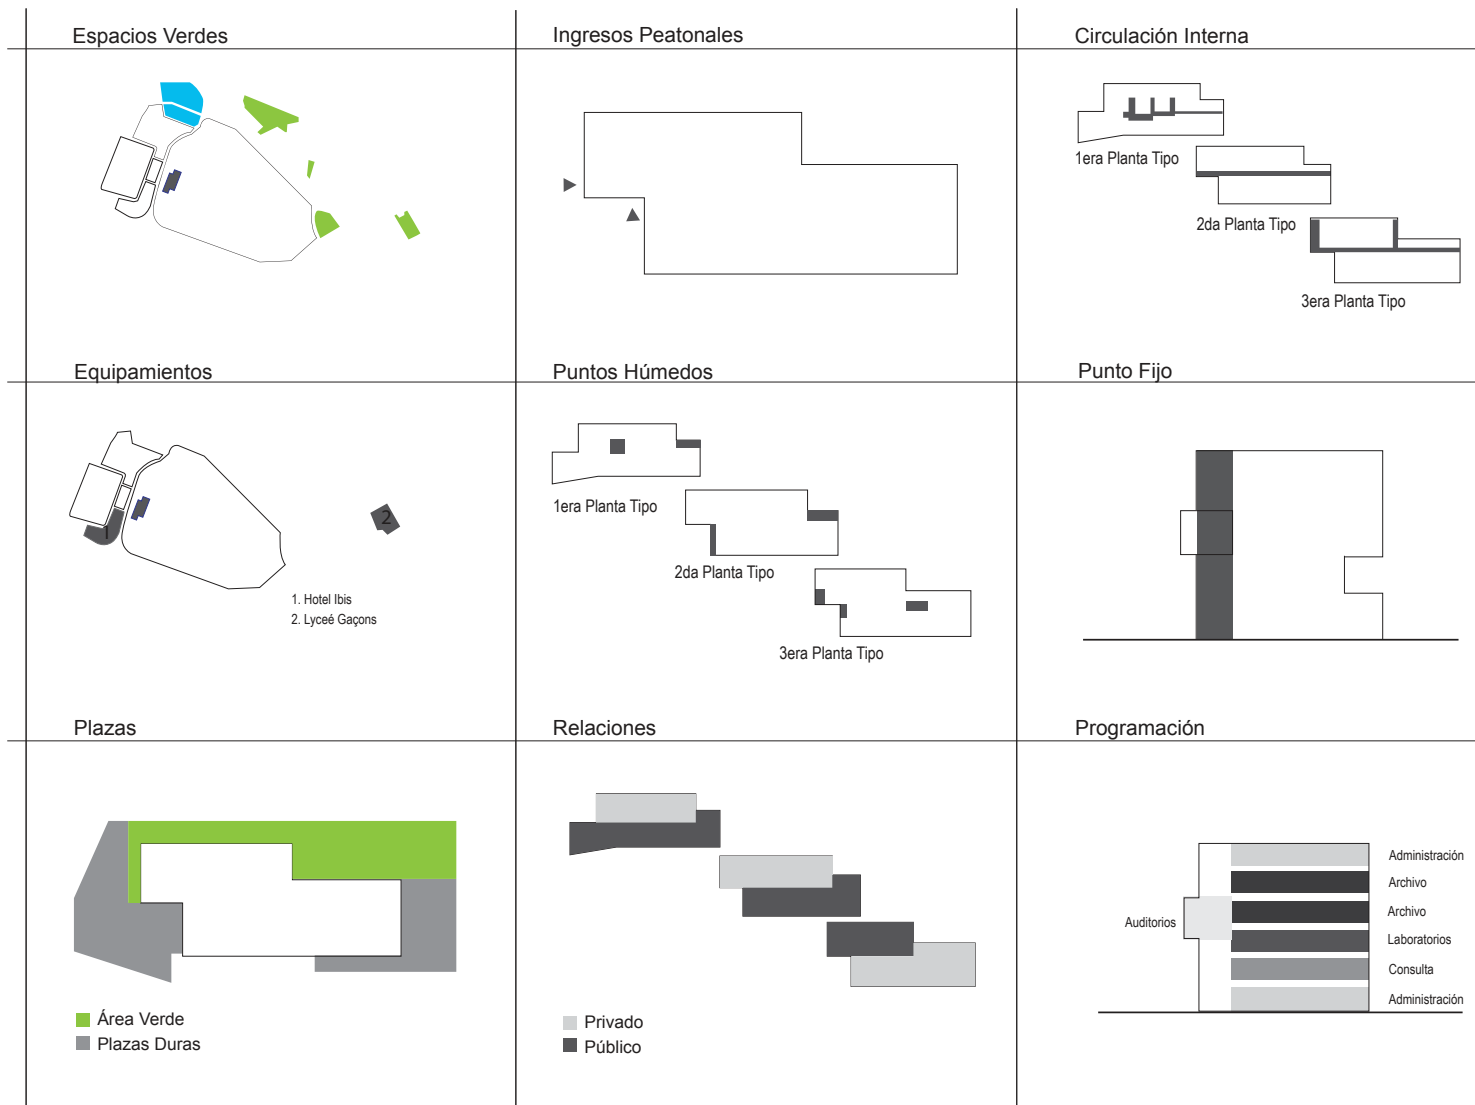 Espacios Verdes
Ingresos Peatonales
Circulación Interna
1era Planta Tipo
2da Planta Tipo
3era Planta Tipo
Equipamientos
Puntos Húmedos
Punto Fijo
1
2
1. Hotel Ibis
2. Lyceé Gaçons
1era Planta Tipo
2da Planta Tipo
3era Planta Tipo
Plazas
Relaciones
Programación
Área Verde
Plazas Duras
Privado
Público
Auditorios
Administración
Archivo
Archivo
Laboratorios
Consulta
Administración